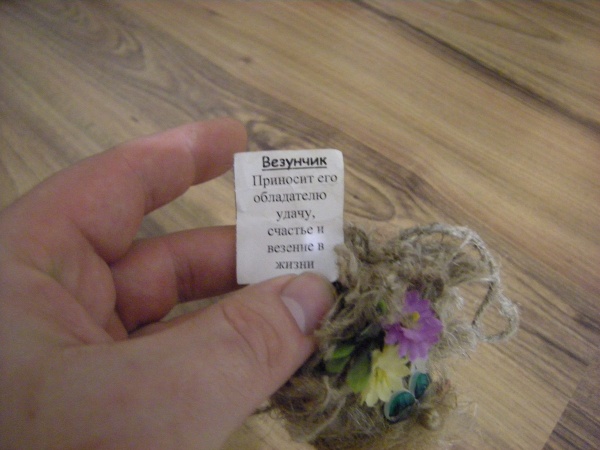 Везунчик
Приносит его
обладателю
удачу,
счастье и
везение в
жизни